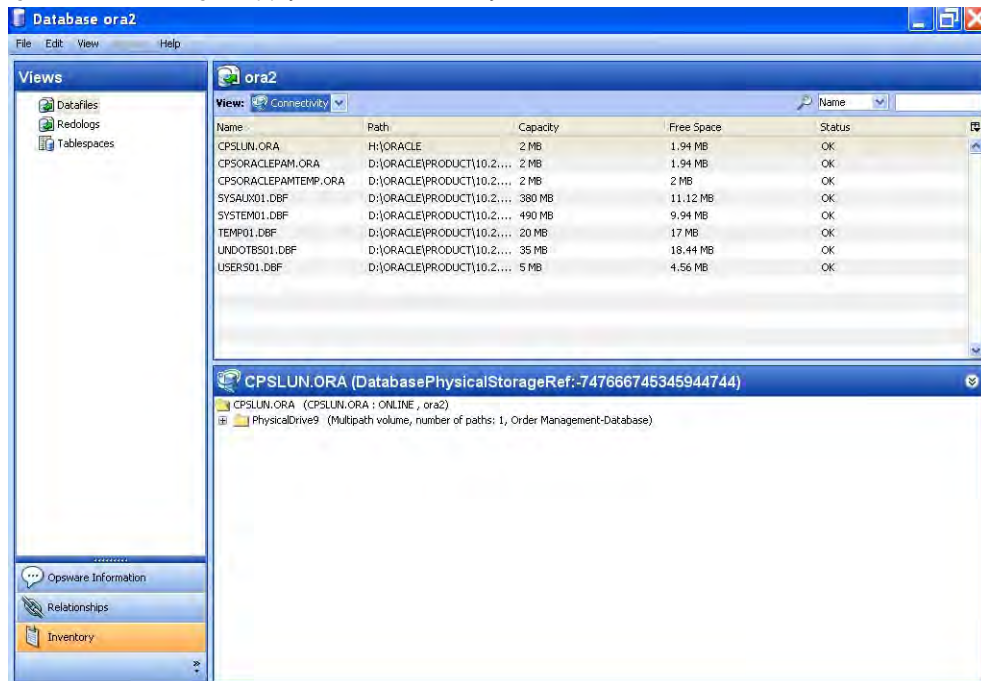 Database ora2
File Edit View Help
Views
Datafiles
Redologs
Tablespaces
Opsware Information
Relationships
Inventory
ora2
View: Connectivity Name
Name Path Capacity Free Space Status
CPSLUN.ORA H:\ORACLE 2 MB 1.94 MB OK
CPSORACLEPAM.ORA D:\ORACLE\PRODUCT\10.2.... 2 MB 1.94 MB OK
CPSORACLEPAMTEMP.ORA D:\ORACLE\PRODUCT\10.2.... 2 MB 2 MB OK
SYSAUX01.DBF D:\ORACLE\PRODUCT\10.2.... 380 MB 11.12 MB OK
SYSTEM01.DBF D:\ORACLE\PRODUCT\10.2.... 490 MB 9.94 MB OK
TEMP01.DBF D:\ORACLE\PRODUCT\10.2.... 20 MB 17 MB OK
UNDOTBS01.DBF D:\ORACLE\PRODUCT\10.2.... 35 MB 18.44 MB OK
USERS01.DBF D:\ORACLE\PRODUCT\10.2.... 5 MB 4.56 MB OK
CPSLUN.ORA (DatabasePhysicalStorageRef:-747666745345944744)
CPSLUN.ORA (CPSLUN.ORA : ONLINE , ora2)
PhysicalDrive9 (Multipath volume, number of paths: 1, Order Management-Database)